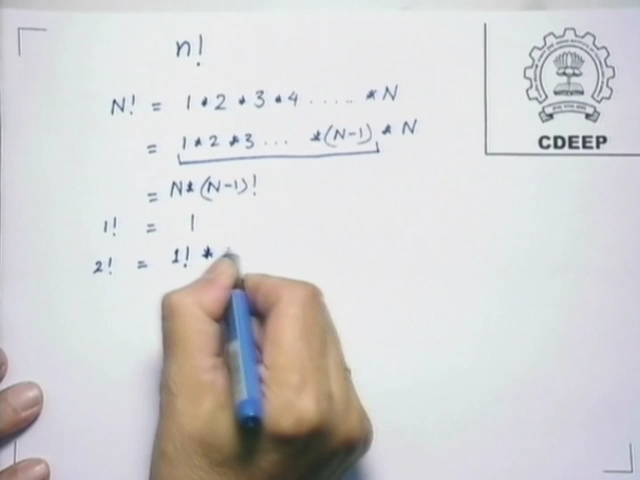 n!
N! = 1 * 2 * 3 * 4 ..... * N
= 1 * 2 * 3 ... * (N-1) * N
= N * (N-1)!
1! = 1
2! = 1! *
CDEEP